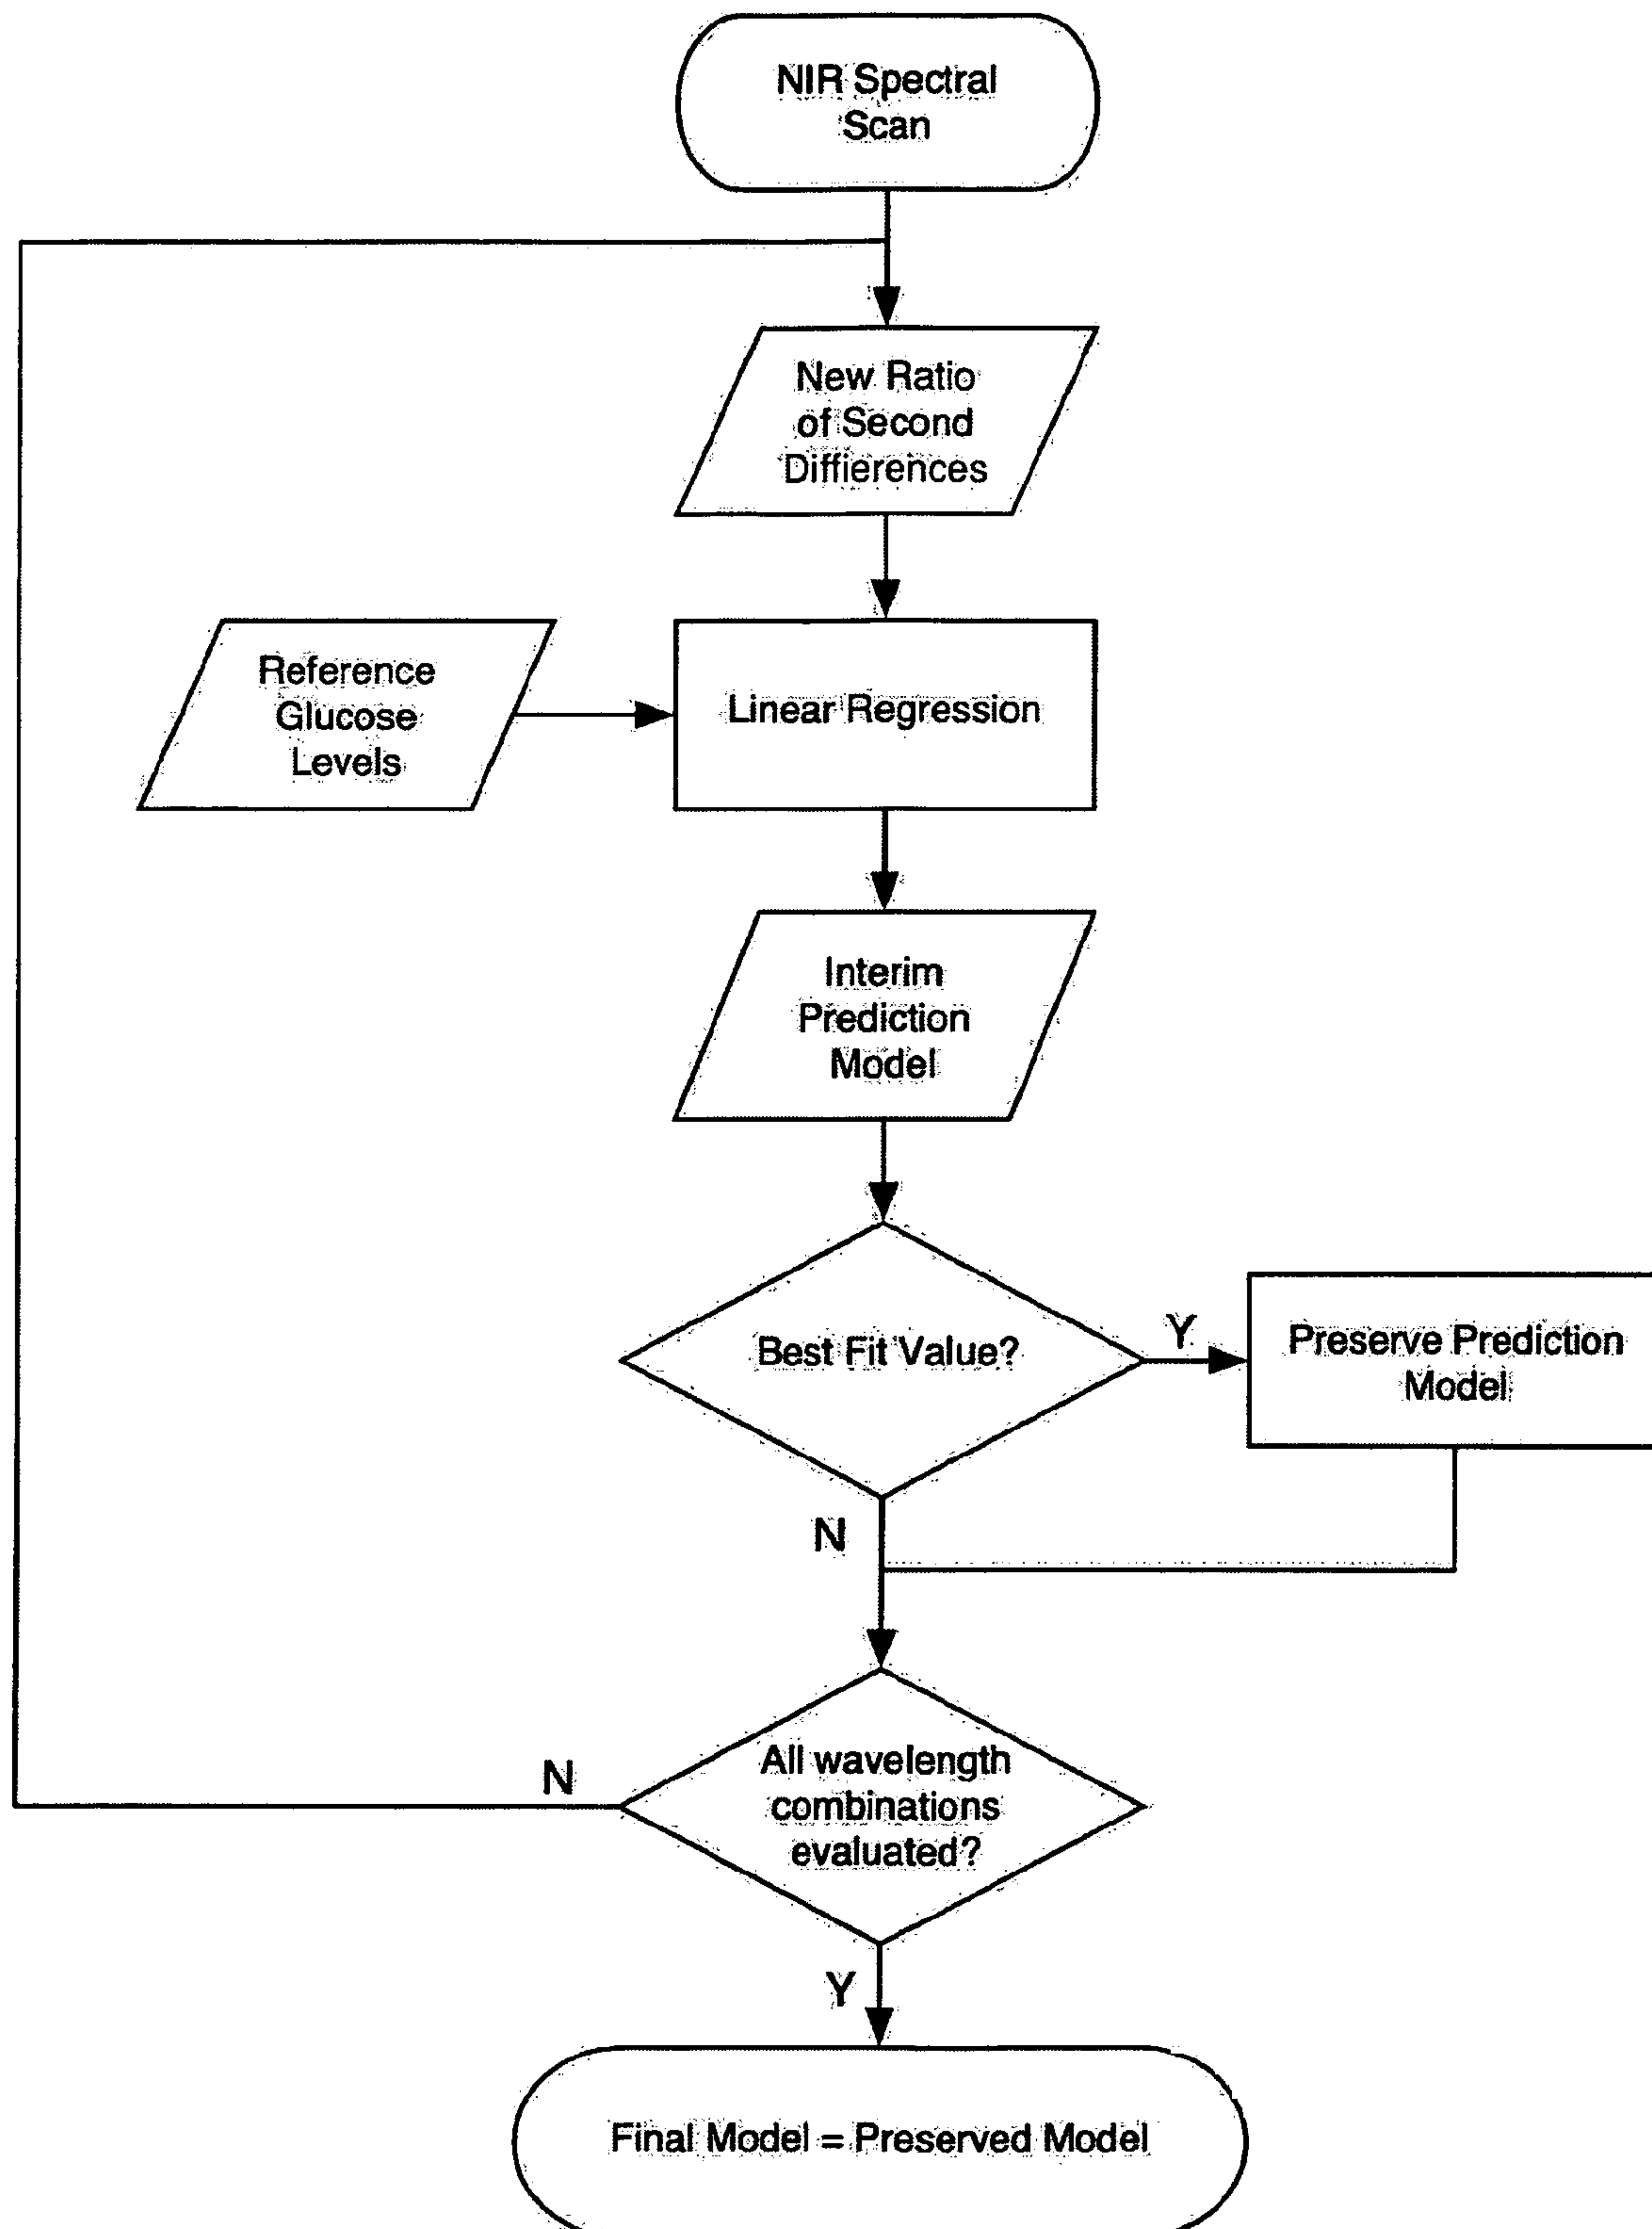 NIR Spectral
Scan
New Ratio
of Second
Diffierences
Reference
Glucose
Levels
Linear Regression
Interim
Prediction
Model
Best Fit Value?
Y
Preserve Prediction
Model
N
All wavelength
combinations
evaluated?
N
Y
Final Model = Preserved Model